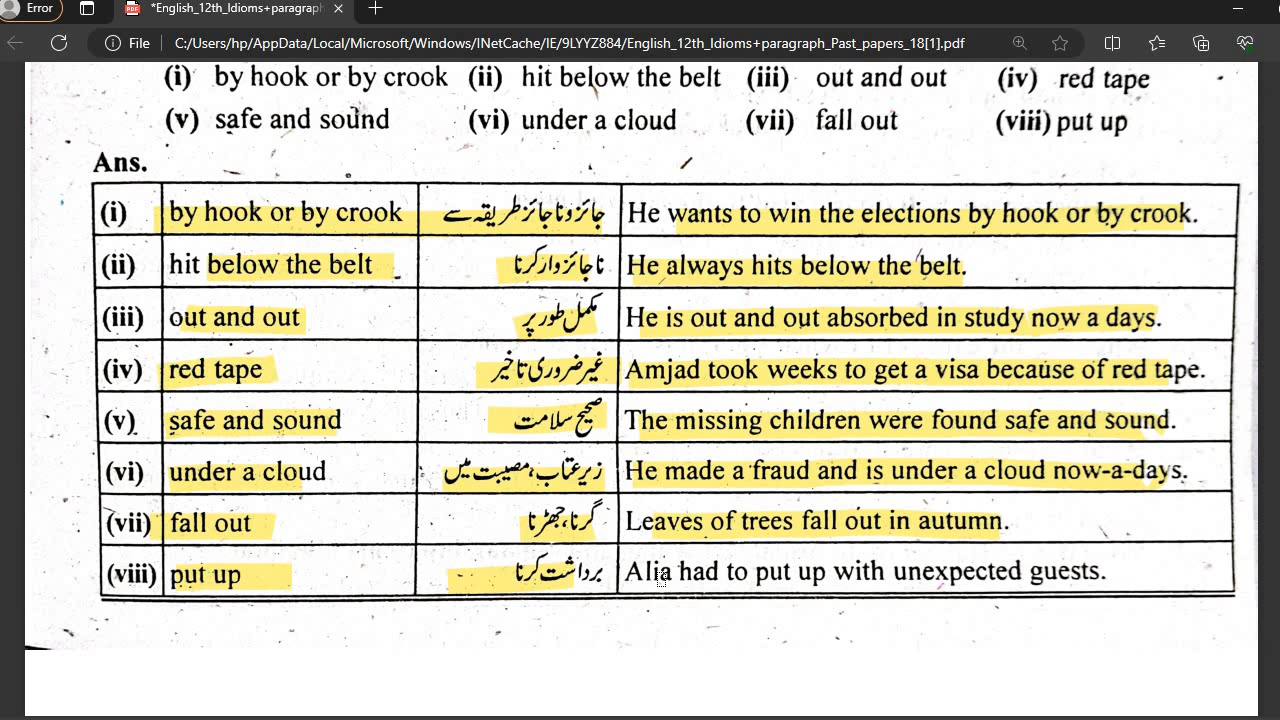 Error
*English_12th_Idioms+paragraph
File C:/Users/hp/AppData/Local/Microsoft/Windows/INetCache/IE/9LYYZ884/English_12th_Idioms+paragraph_Past_papers_18[1].pdf
(i) by hook or by crook (ii) hit below the belt (iii) out and out (iv) red tape
(v) safe and sound (vi) under a cloud (vii) fall out (viii) put up
Ans.
(i) by hook or by crook جائز و ناجائز طریقہ سے He wants to win the elections by hook or by crook.
(ii) hit below the belt ناجائز وار کرنا He always hits below the belt.
(iii) out and out مکمل طور پر He is out and out absorbed in study now a days.
(iv) red tape غیر ضروری تاخیر Amjad took weeks to get a visa because of red tape.
(v) safe and sound صحیح سلامت The missing children were found safe and sound.
(vi) under a cloud زیر عتاب، مصیبت میں He made a fraud and is under a cloud now-a-days.
(vii) fall out گرنا، جھڑنا Leaves of trees fall out in autumn.
(viii) put up برداشت کرنا Alia had to put up with unexpected guests.